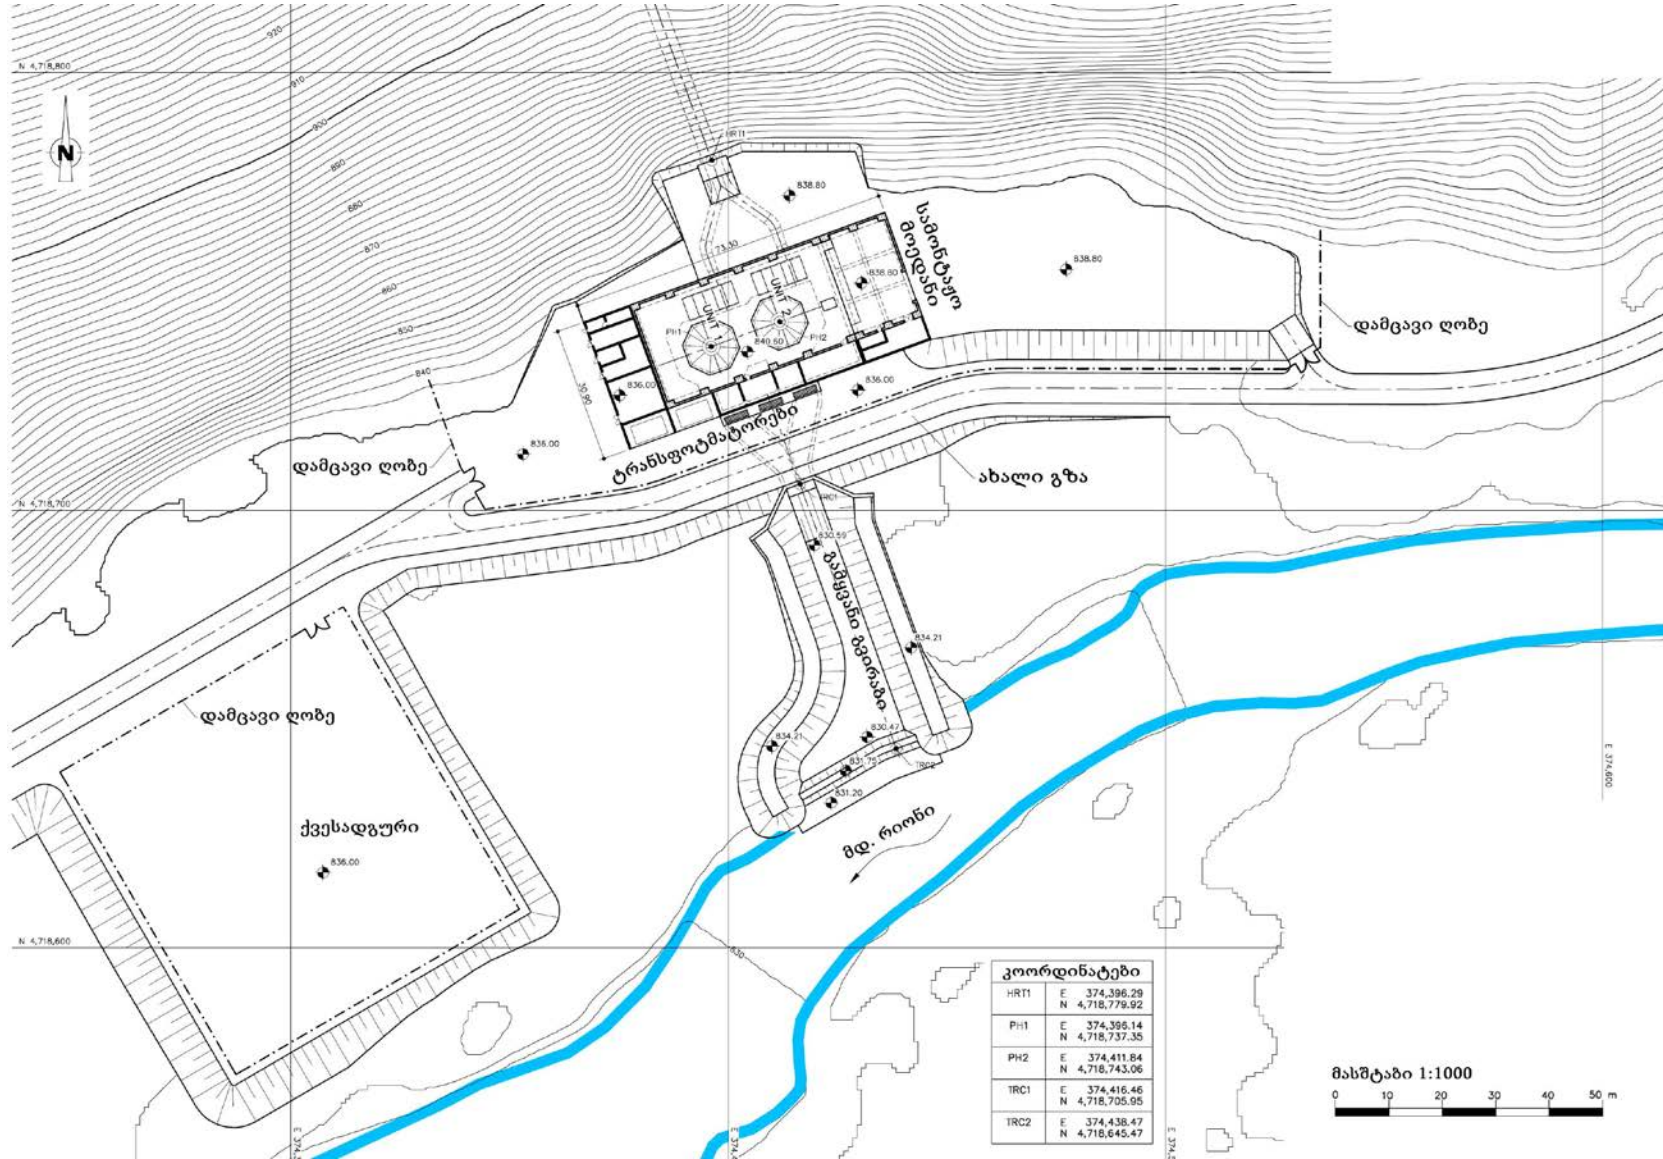 920
N 4,718,800
910
900
N
HRT1
890
838.80
880
სამონტაჟო
მოედანი
73.30
870
838.80
838.80
860
UNIT 1
UNIT 2
დამცავი ღობე
850
PH1
PH2
840.60
840
30.90
836.00
836.00
ტრანსფოტმატორები
836.00
დამცავი ღობე
ახალი გზა
N 4,718,700
830.59
გამყვანი გვირაბი
834.21
დამცავი ღობე
830.47
834.21
831.75
TRC2
E 374,600
831.20
ქვესადგური
მდ. რიონი
836.00
N 4,718,600
830
კოორდინატები
HRT1 E 374,396.29
N 4,718,779.92
PH1 E 374,396.14
N 4,718,737.35
PH2 E 374,411.84
N 4,718,743.06
TRC1 E 374,416.46
N 4,718,705.95
TRC2 E 374,438.47
N 4,718,645.47
მასშტაბი 1:1000
0 10 20 30 40 50 m